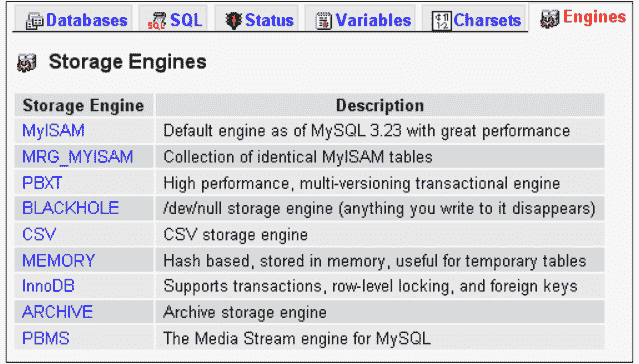 Databases SQL Status Variables Charsets Engines
Storage Engines
Storage Engine Description
MyISAM Default engine as of MySQL 3.23 with great performance
MRG_MYISAM Collection of identical MyISAM tables
PBXT High performance, multi-versioning transactional engine
BLACKHOLE /dev/null storage engine (anything you write to it disappears)
CSV CSV storage engine
MEMORY Hash based, stored in memory, useful for temporary tables
InnoDB Supports transactions, row-level locking, and foreign keys
ARCHIVE Archive storage engine
PBMS The Media Stream engine for MySQL